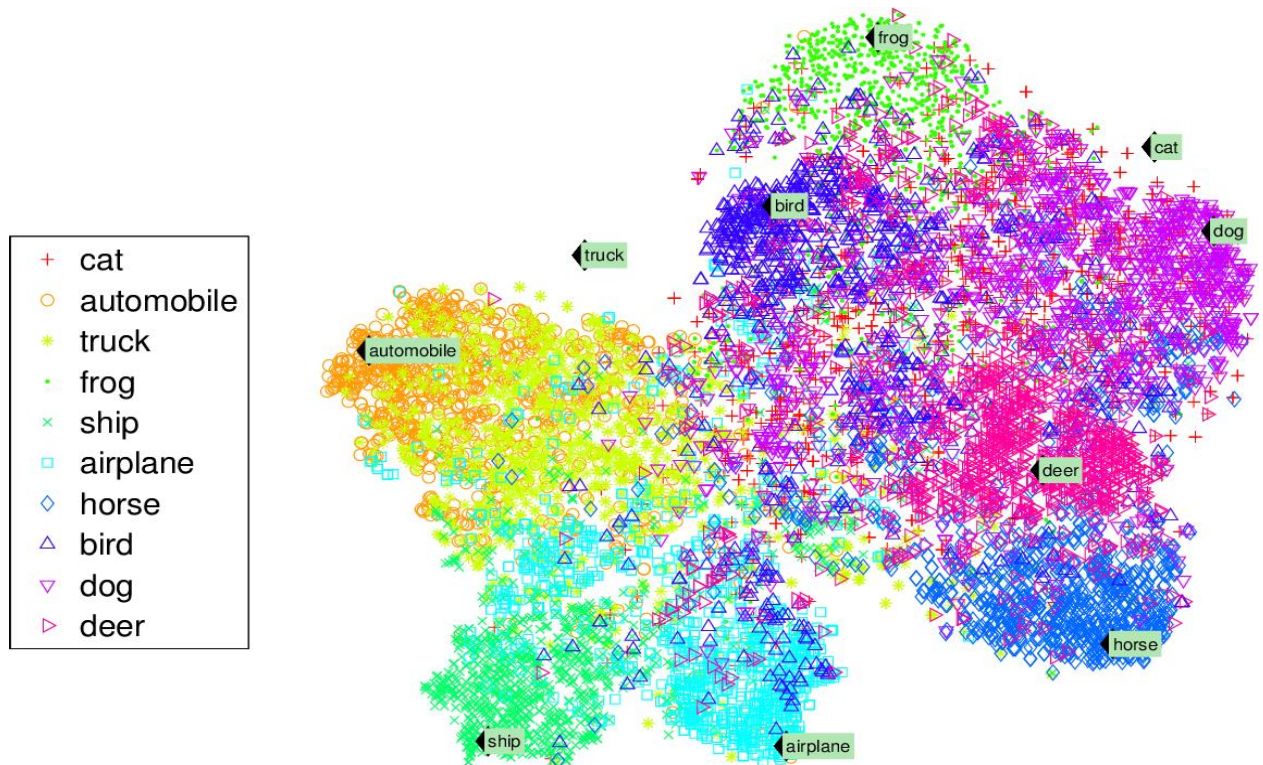 cat
automobile
truck
frog
ship
airplane
horse
bird
dog
deer
frog
cat
bird
dog
truck
automobile
deer
horse
ship
airplane